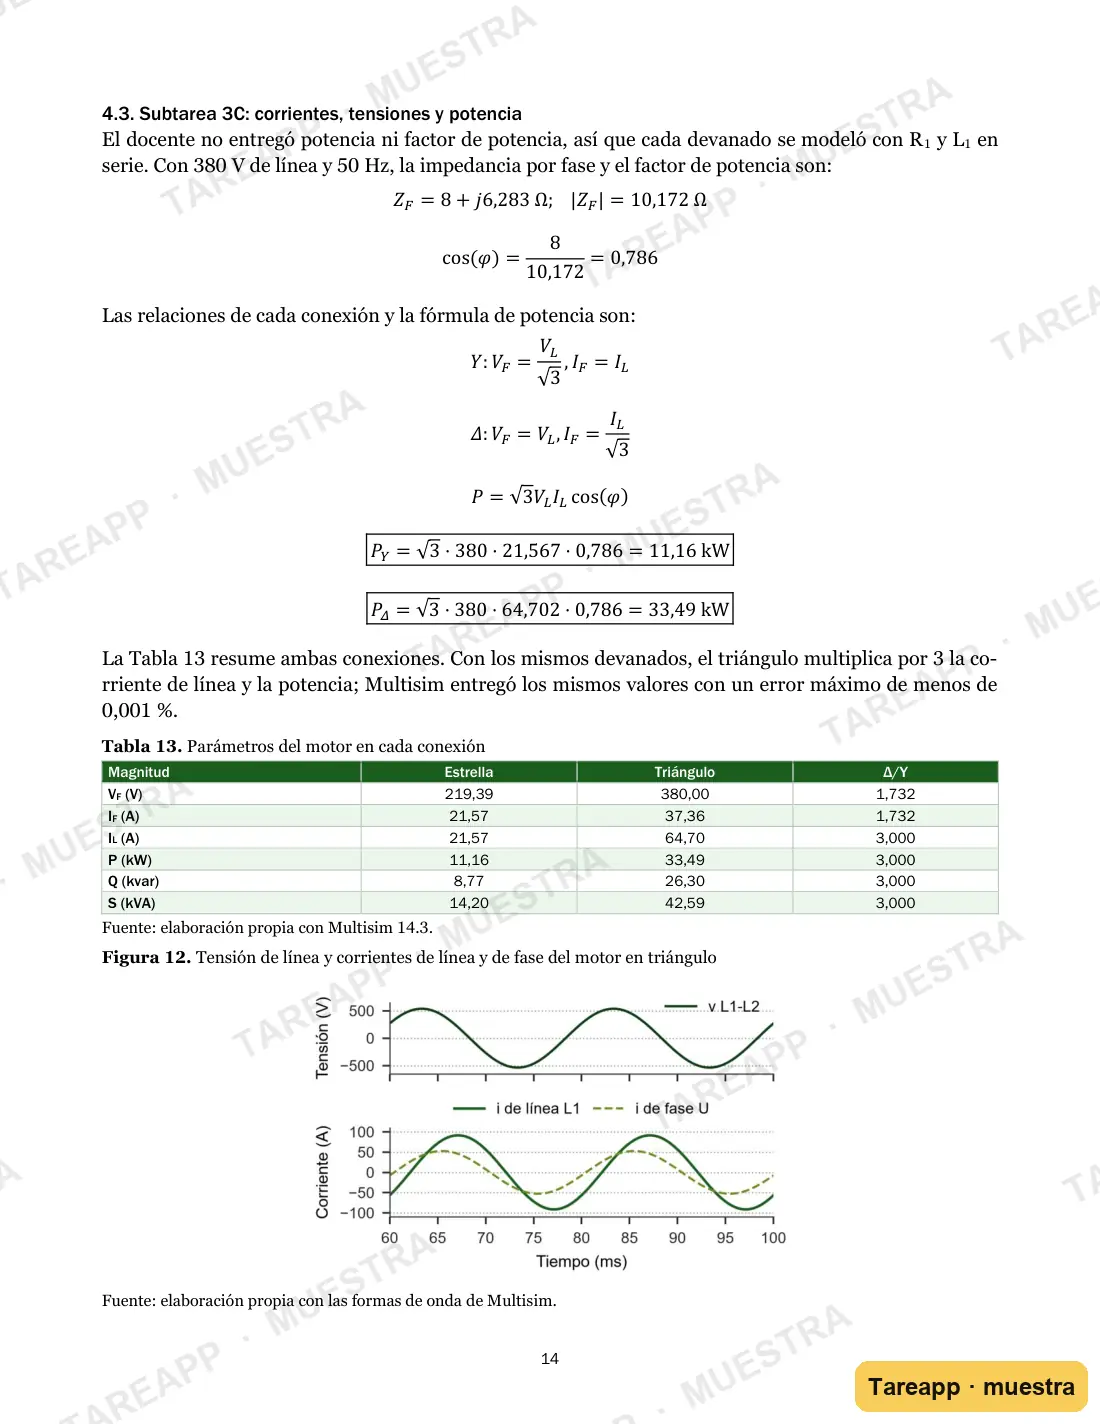 4.3. Subtarea 3C: corrientes, tensiones y potencia
El docente no entregó potencia ni factor de potencia, así que cada devanado se modeló con R₁ y L₁ en
serie. Con 380 V de línea y 50 Hz, la impedancia por fase y el factor de potencia son:
Z_F = 8 + j6,283 Ω; |Z_F| = 10,172 Ω
cos(φ) = 8/10,172 = 0,786
Las relaciones de cada conexión y la fórmula de potencia son:
Y: V_F = V_L/√3, I_F = I_L
Δ: V_F = V_L, I_F = I_L/√3
P = √3V_L I_L cos(φ)
P_Y = √3 · 380 · 21,567 · 0,786 = 11,16 kW
P_Δ = √3 · 380 · 64,702 · 0,786 = 33,49 kW
La Tabla 13 resume ambas conexiones. Con los mismos devanados, el triángulo multiplica por 3 la co-
rriente de línea y la potencia; Multisim entregó los mismos valores con un error máximo de menos de
0,001 %.
Tabla 13. Parámetros del motor en cada conexión
Magnitud Estrella Triángulo Δ/Y
V_F (V) 219,39 380,00 1,732
I_F (A) 21,57 37,36 1,732
I_L (A) 21,57 64,70 3,000
P (kW) 11,16 33,49 3,000
Q (kvar) 8,77 26,30 3,000
S (kVA) 14,20 42,59 3,000
Fuente: elaboración propia con Multisim 14.3.
Figura 12. Tensión de línea y corrientes de línea y de fase del motor en triángulo
v L1-L2
Tensión (V)
500
0
−500
i de línea L1 i de fase U
Corriente (A)
100
50
0
−50
−100
60 65 70 75 80 85 90 95 100
Tiempo (ms)
Fuente: elaboración propia con las formas de onda de Multisim.
14
Tareapp · muestra
TAREAPP · MUESTRA